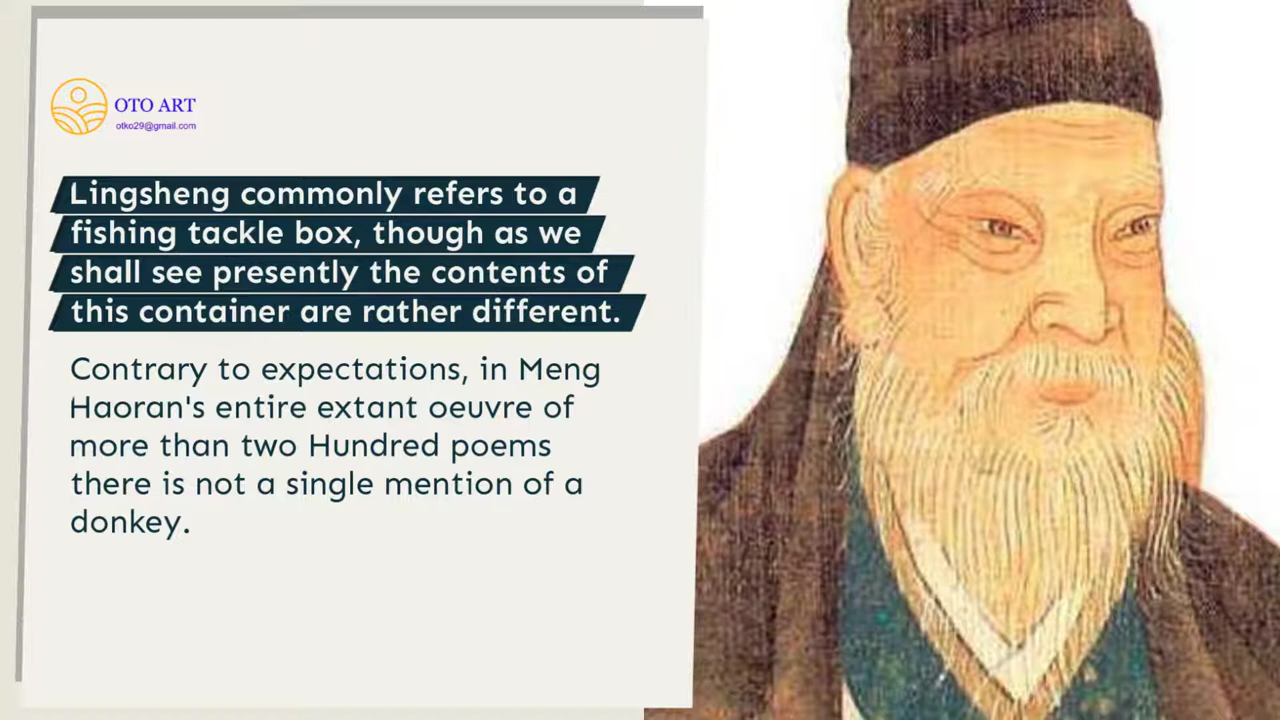 OTO ART
otko29@gmail.com
Lingsheng commonly refers to a
fishing tackle box, though as we
shall see presently the contents of
this container are rather different.
Contrary to expectations, in Meng
Haoran's entire extant oeuvre of
more than two Hundred poems
there is not a single mention of a
donkey.